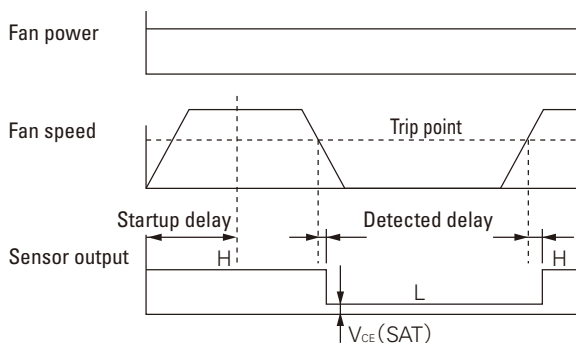 Fan power
Fan speed
Trip point
Startup delay
Detected delay
Sensor output
H
H
L
VCE(SAT)